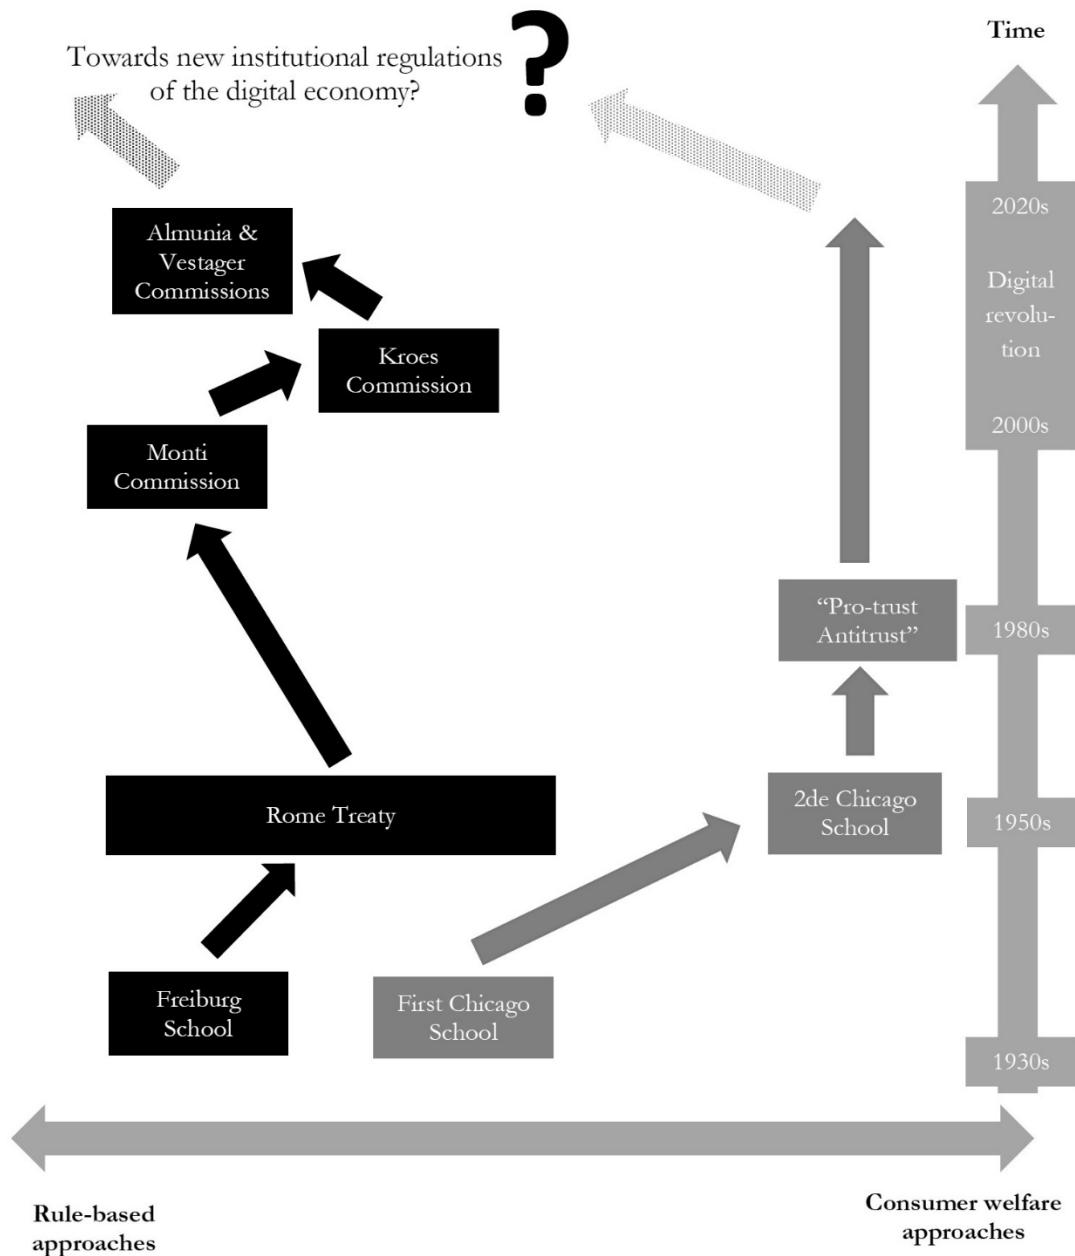 Time
Towards new institutional regulations
of the digital economy?
?
2020s
Almunia &
Vestager
Commissions
Digital
revolu-
tion
Kroes
Commission
2000s
Monti
Commission
“Pro-trust
Antitrust”
1980s
Rome Treaty
2de Chicago
School
1950s
Freiburg
School
First Chicago
School
1930s
Rule-based
approaches
Consumer welfare
approaches